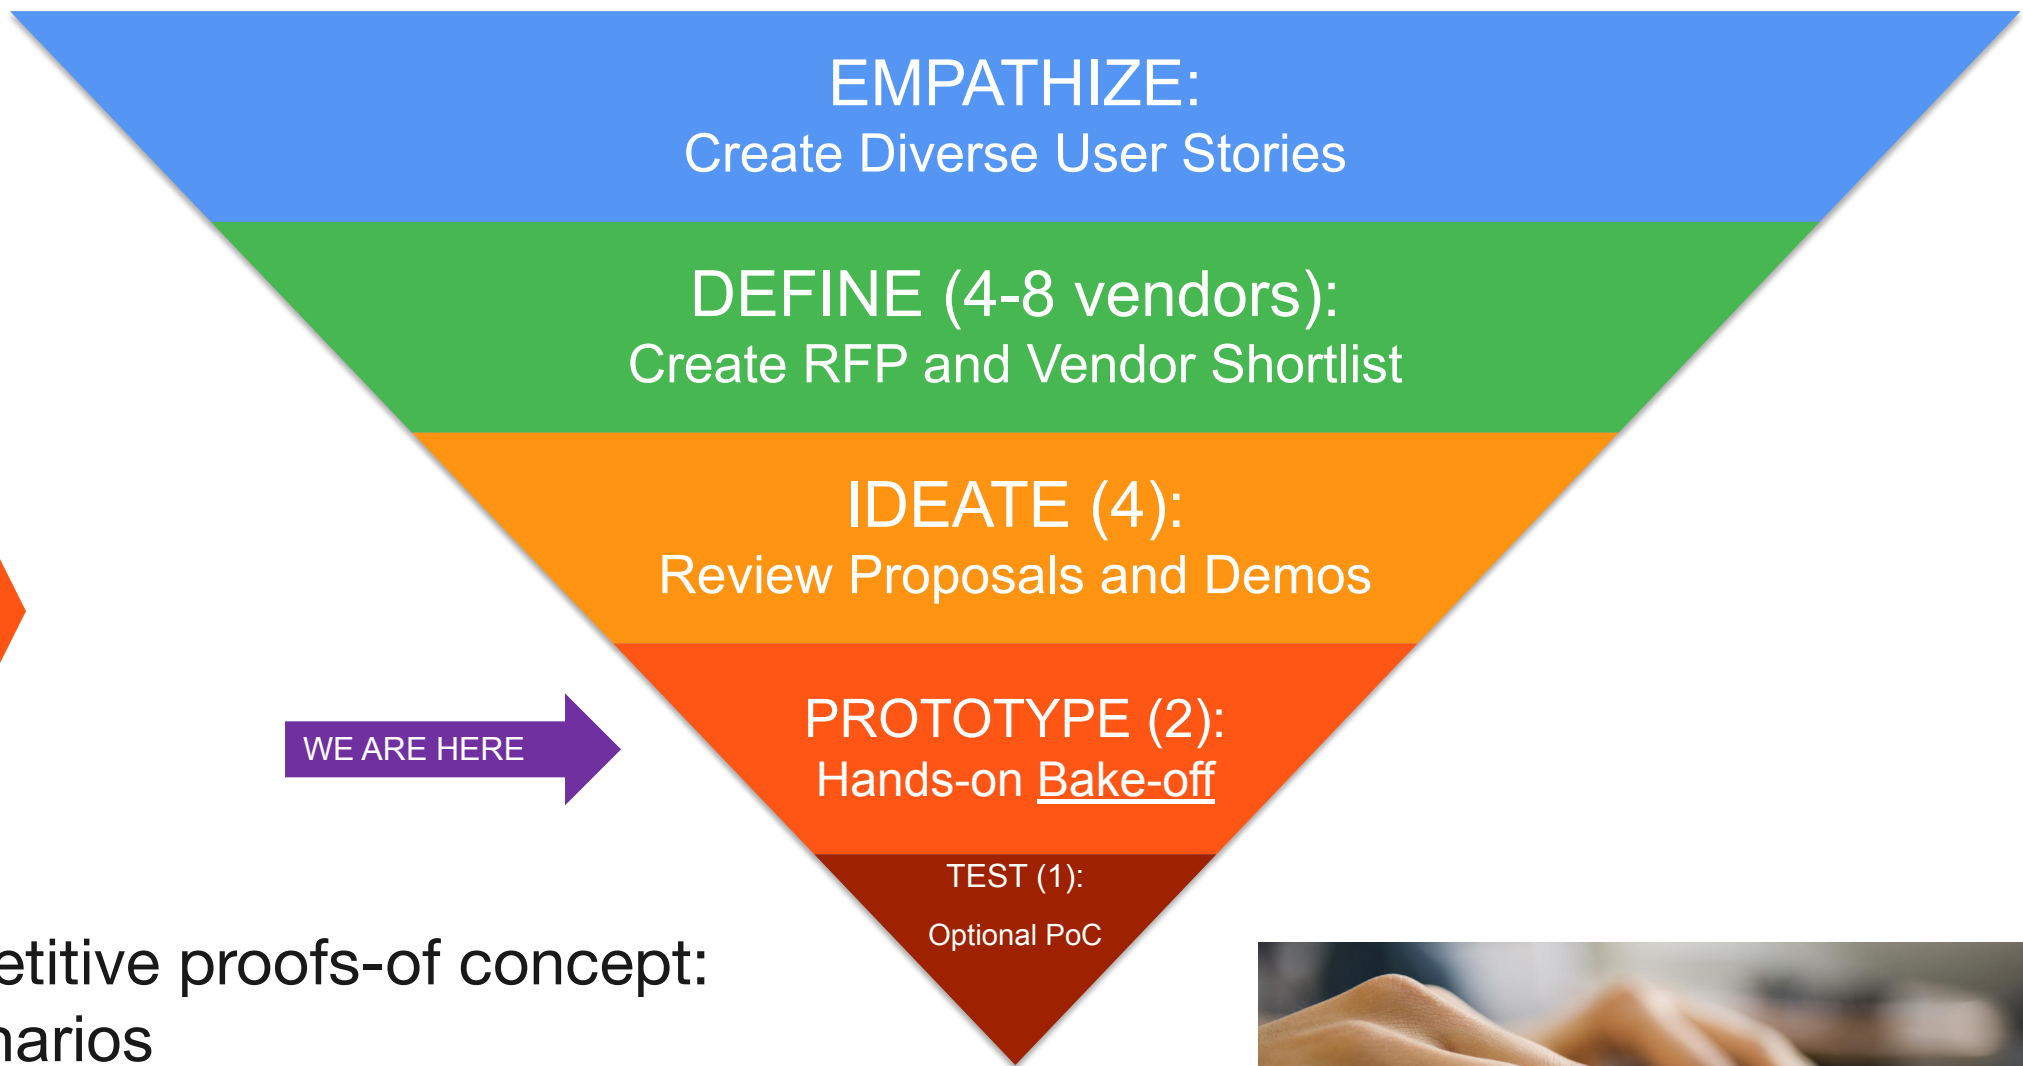 EMPATHIZE:
Create Diverse User Stories
DEFINE (4-8 vendors):
Create RFP and Vendor Shortlist
IDEATE (4):
Review Proposals and Demos
PROTOTYPE (2):
Hands-on Bake-off
WE ARE HERE
TEST (1):
Optional PoC
etitive proofs-of concept:
narios